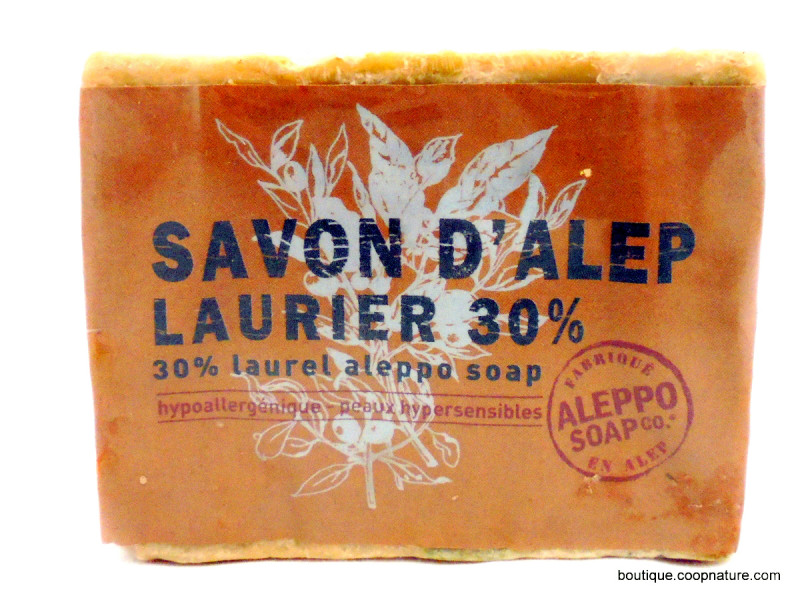 SAVON D'ALEP
LAURIER 30%
30% laurel aleppo soap
hypoallergénique - peaux hypersensibles
FABRIQUÉ
ALEPPO
SOAP CO.®
EN ALEP
boutique.coopnature.com